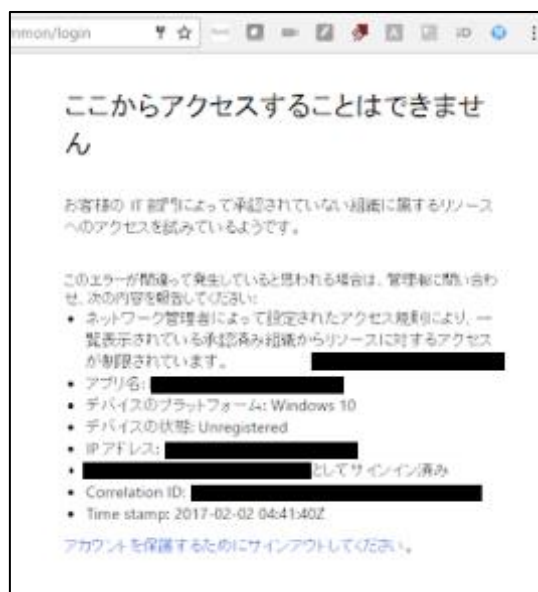 mmon/login
ここからアクセスすることはできませ
ん
お客様の IT 部門によって承認されていない組織に属するリソース
へのアクセスを試みているようです。
このエラーが間違って発生していると思われる場合は、管理者に問い合わ
せ、次の内容を報告してください:
• ネットワーク管理者によって設定されたアクセス規則により、一
覧表示されている承認済み組織からリソースに対するアクセス
が制限されています。
• アプリ名:
• デバイスのプラットフォーム: Windows 10
• デバイスの状態: Unregistered
• IP アドレス:
• としてサインイン済み
• Correlation ID:
• Time stamp: 2017-02-02 04:41:40Z
アカウントを保護するためにサインアウトしてください。